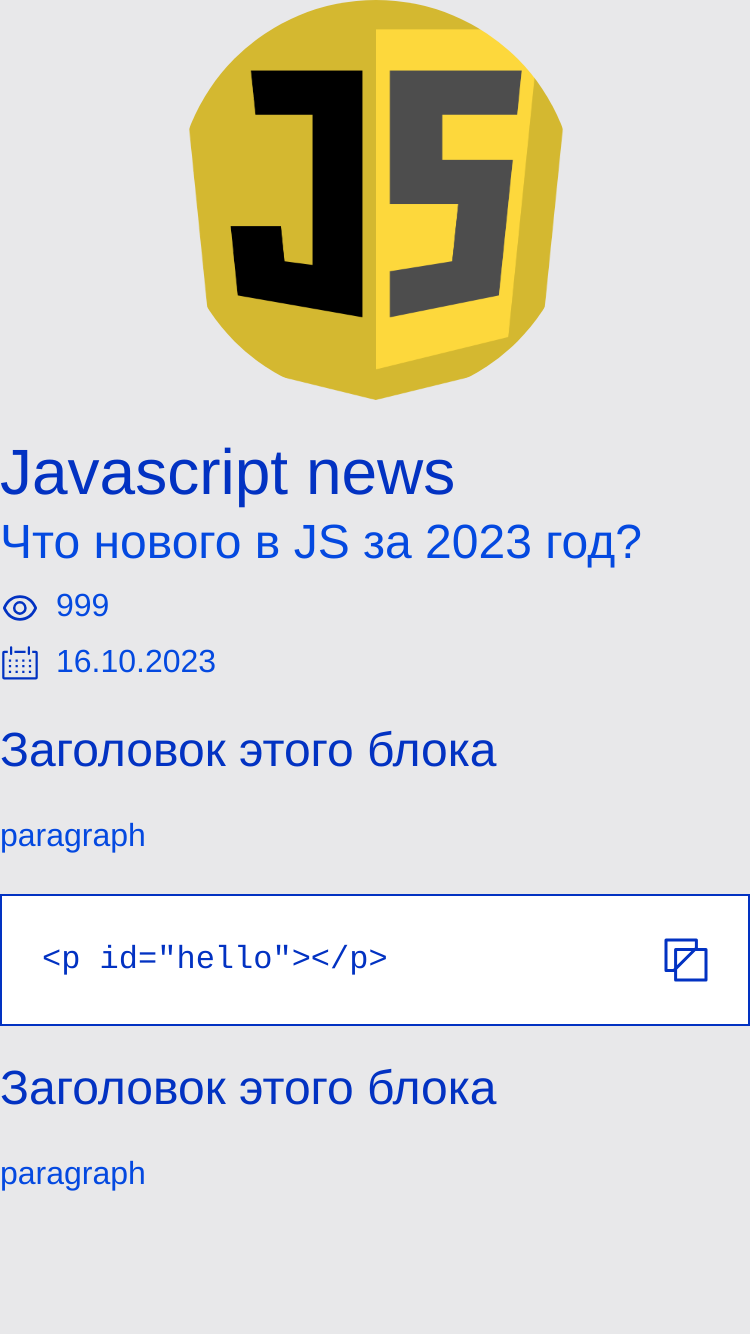 JS
Javascript news
Что нового в JS за 2023 год?
999
16.10.2023
Заголовок этого блока
paragraph
<p id="hello"></p>
Заголовок этого блока
paragraph